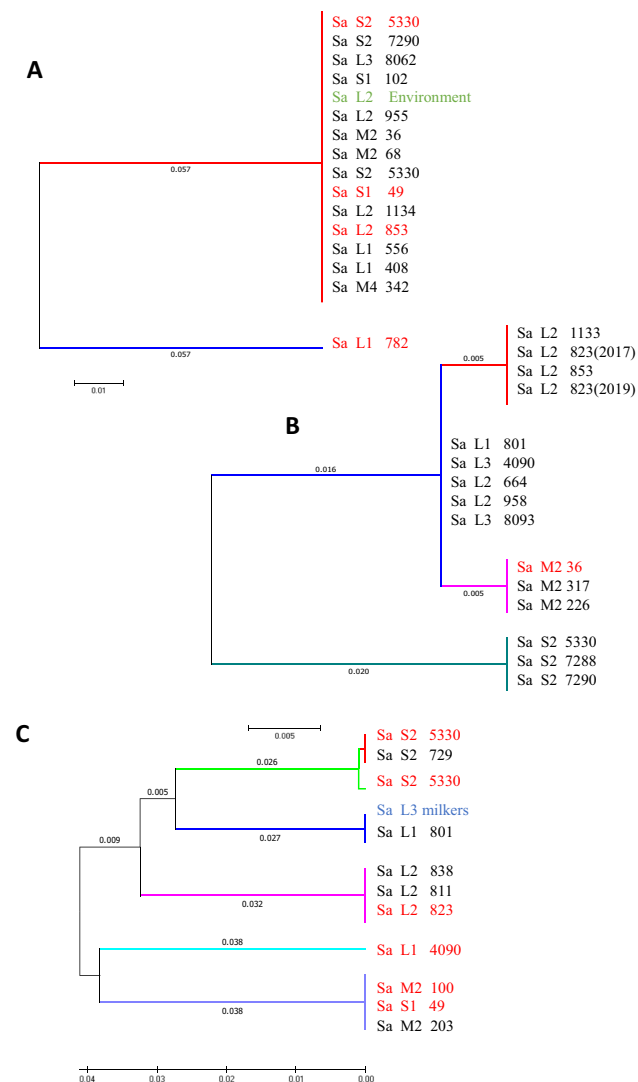 A
Sa S2 5330
Sa S2 7290
Sa L3 8062
Sa S1 102
Sa L2 Environment
Sa L2 955
Sa M2 36
Sa M2 68
Sa S2 5330
Sa S1 49
Sa L2 1134
Sa L2 853
Sa L1 556
Sa L1 408
Sa M4 342
0.057
Sa L1 782
0.057
0.01
B
Sa L2 1133
Sa L2 823(2017)
Sa L2 853
Sa L2 823(2019)
0.005
Sa L1 801
Sa L3 4090
Sa L2 664
Sa L2 958
Sa L3 8093
0.016
Sa M2 36
Sa M2 317
Sa M2 226
0.005
Sa S2 5330
Sa S2 7288
Sa S2 7290
0.020
0.005
C
Sa S2 5330
Sa S2 729
Sa S2 5330
0.026
0.005
Sa L3 milkers
Sa L1 801
0.027
0.009
Sa L2 838
Sa L2 811
Sa L2 823
0.032
Sa L1 4090
0.038
Sa M2 100
Sa S1 49
Sa M2 203
0.038
0.04 0.03 0.02 0.01 0.00